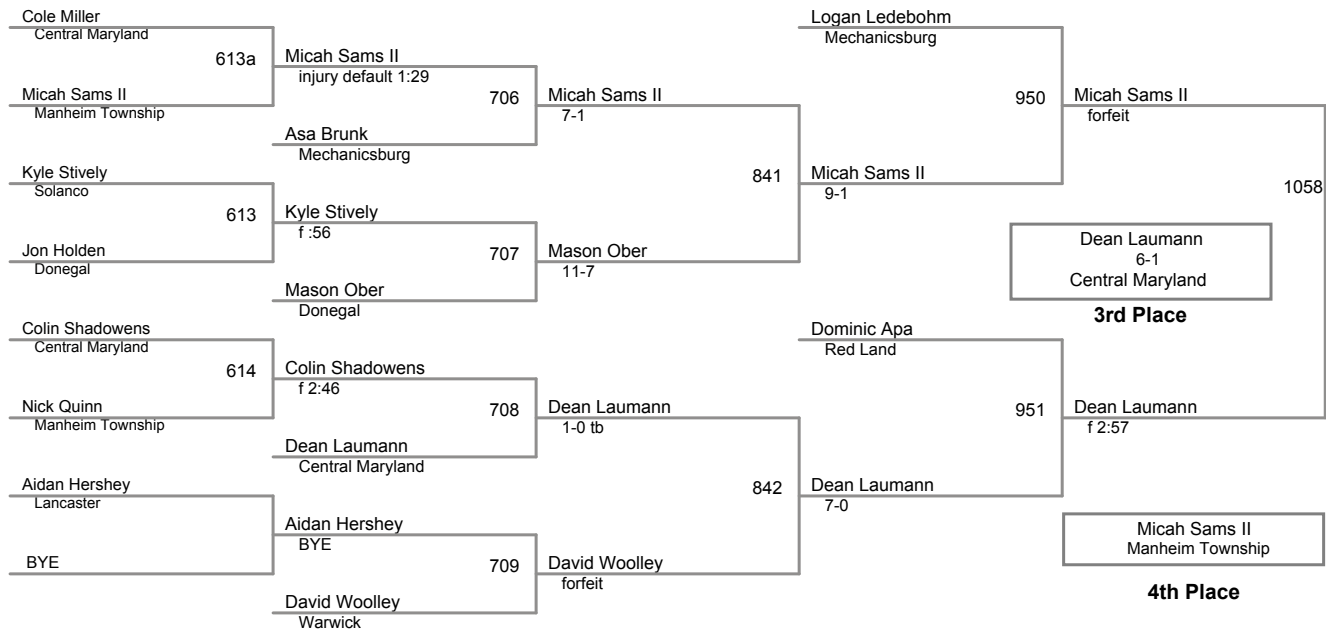 Cole Miller
Central Maryland
613a
Micah Sams II
Manheim Township
Kyle Stively
Solanco
613
Jon Holden
Donegal
Colin Shadowens
Central Maryland
614
Nick Quinn
Manheim Township
Aidan Hershey
Lancaster
BYE
Micah Sams II
injury default 1:29
706
Asa Brunk
Mechanicsburg
Kyle Stively
f :56
707
Mason Ober
Donegal
Colin Shadowens
f 2:46
708
Dean Laumann
Central Maryland
Aidan Hershey
BYE
709
David Woolley
Warwick
Micah Sams II
7-1
841
Mason Ober
11-7
Dean Laumann
1-0 tb
842
David Woolley
forfeit
Logan Ledebohm
Mechanicsburg
950
Micah Sams II
9-1
Dominic Apa
Red Land
951
Dean Laumann
7-0
Micah Sams II
forfeit
1058
Dean Laumann
6-1
Central Maryland
3rd Place
Dean Laumann
f 2:57
Micah Sams II
Manheim Township
4th Place